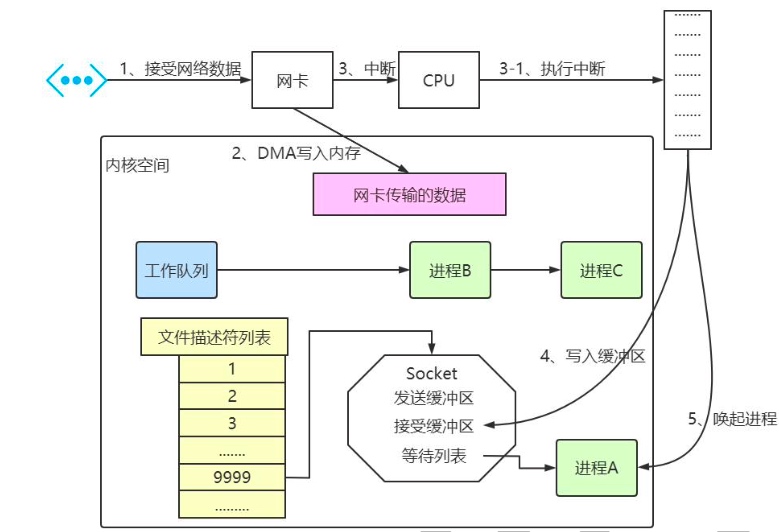 1、接受网络数据
网卡
3、中断
CPU
3-1、执行中断
.......
.......
.......
.......
.......
.......
.......
内核空间
2、DMA写入内存
网卡传输的数据
工作队列
进程B
进程C
文件描述符列表
1
2
3
.......
9999
.........
Socket
发送缓冲区
接受缓冲区
等待列表
4、写入缓冲区
进程A
5、唤起进程